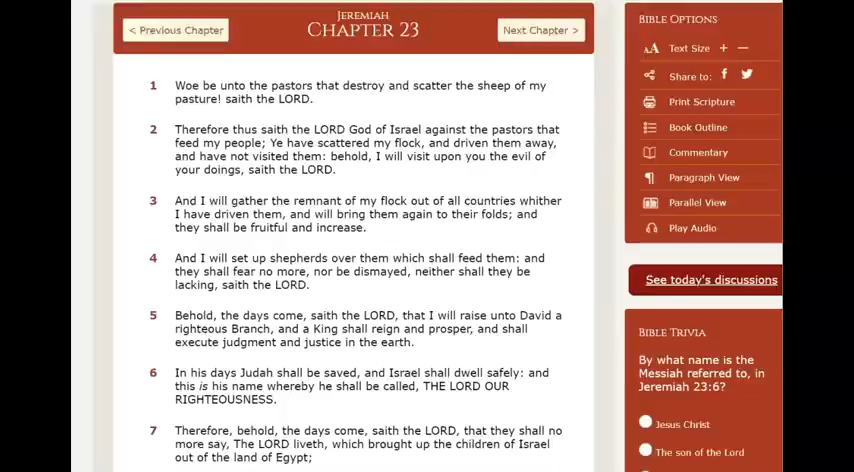 JEREMIAH
CHAPTER 23
< Previous Chapter
Next Chapter >
1 Woe be unto the pastors that destroy and scatter the sheep of my
pasture! saith the LORD.
2 Therefore thus saith the LORD God of Israel against the pastors that
feed my people; Ye have scattered my flock, and driven them away,
and have not visited them: behold, I will visit upon you the evil of
your doings, saith the LORD.
3 And I will gather the remnant of my flock out of all countries whither
I have driven them, and will bring them again to their folds; and
they shall be fruitful and increase.
4 And I will set up shepherds over them which shall feed them: and
they shall fear no more, nor be dismayed, neither shall they be
lacking, saith the LORD.
5 Behold, the days come, saith the LORD, that I will raise unto David a
righteous Branch, and a King shall reign and prosper, and shall
execute judgment and justice in the earth.
6 In his days Judah shall be saved, and Israel shall dwell safely: and
this is his name whereby he shall be called, THE LORD OUR
RIGHTEOUSNESS.
7 Therefore, behold, the days come, saith the LORD, that they shall no
more say, The LORD liveth, which brought up the children of Israel
out of the land of Egypt;
BIBLE OPTIONS
AA Text Size + −
Share to: f
Print Scripture
Book Outline
Commentary
¶ Paragraph View
Parallel View
Play Audio
See today's discussions
BIBLE TRIVIA
By what name is the
Messiah referred to, in
Jeremiah 23:6?
Jesus Christ
The son of the Lord